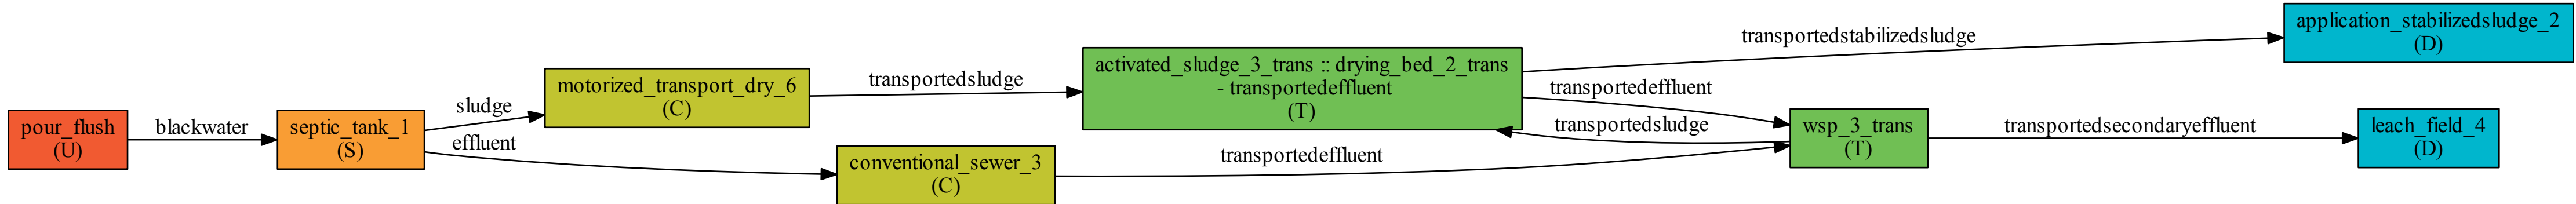 pour_flush
(U)
blackwater
septic_tank_1
(S)
sludge
effluent
motorized_transport_dry_6
(C)
conventional_sewer_3
(C)
transportedsludge
transportedeffluent
activated_sludge_3_trans :: drying_bed_2_trans
- transportedeffluent
(T)
transportedstabilizedsludge
transportedeffluent
transportedsludge
wsp_3_trans
(T)
transportedsecondaryeffluent
application_stabilizedsludge_2
(D)
leach_field_4
(D)